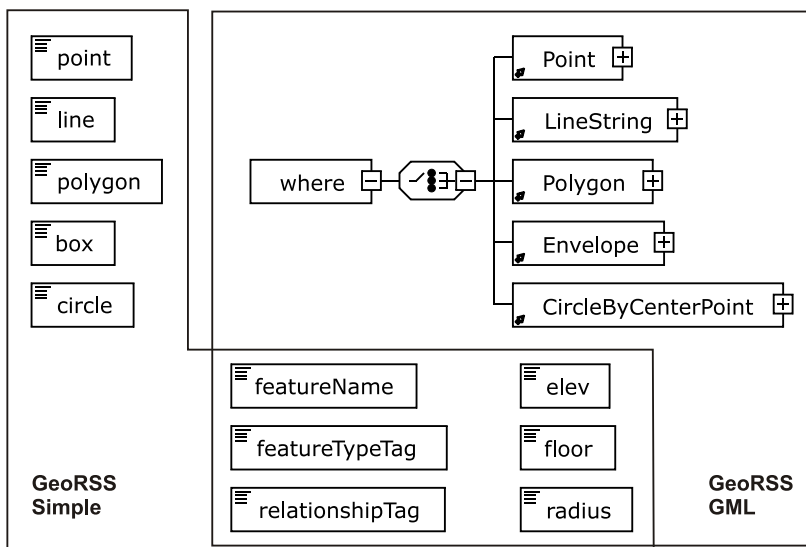 point
line
polygon
box
circle
where
Point
LineString
Polygon
Envelope
CircleByCenterPoint
featureName
featureTypeTag
relationshipTag
elev
floor
radius
GeoRSS
Simple
GeoRSS
GML